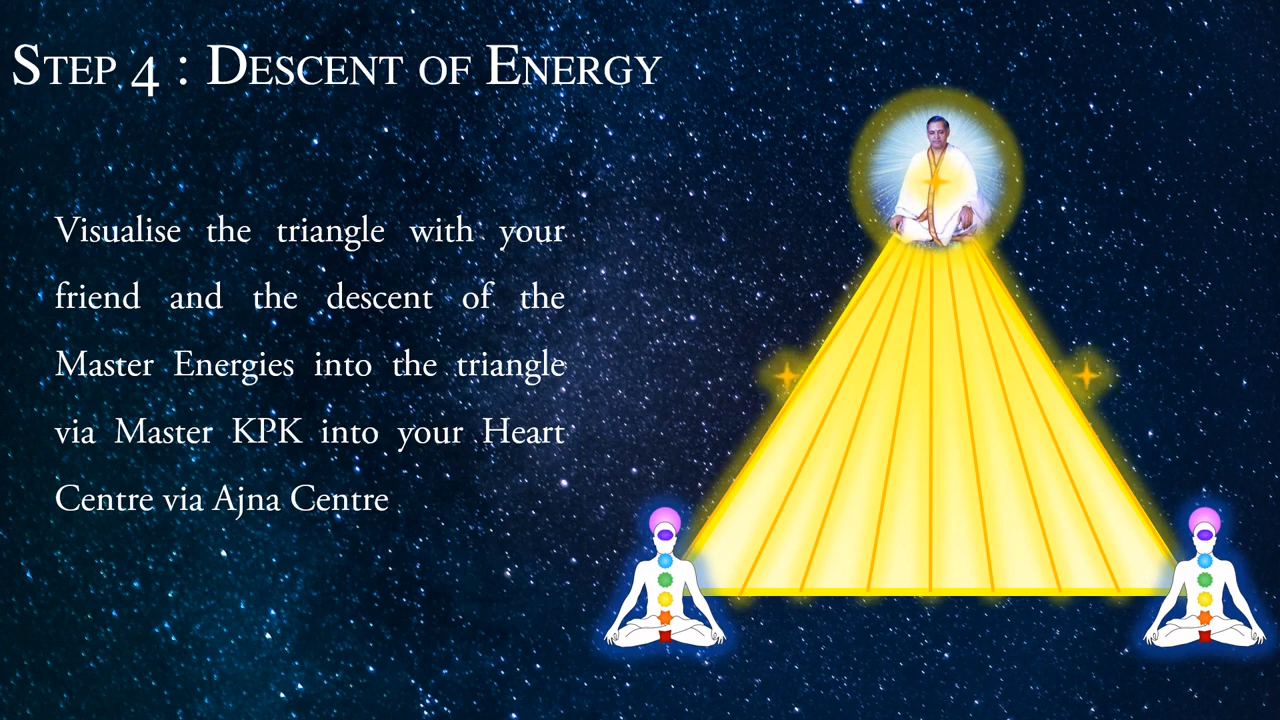 Step 4 : Descent of Energy
Visualise the triangle with your
friend and the descent of the
Master Energies into the triangle
via Master KPK into your Heart
Centre via Ajna Centre